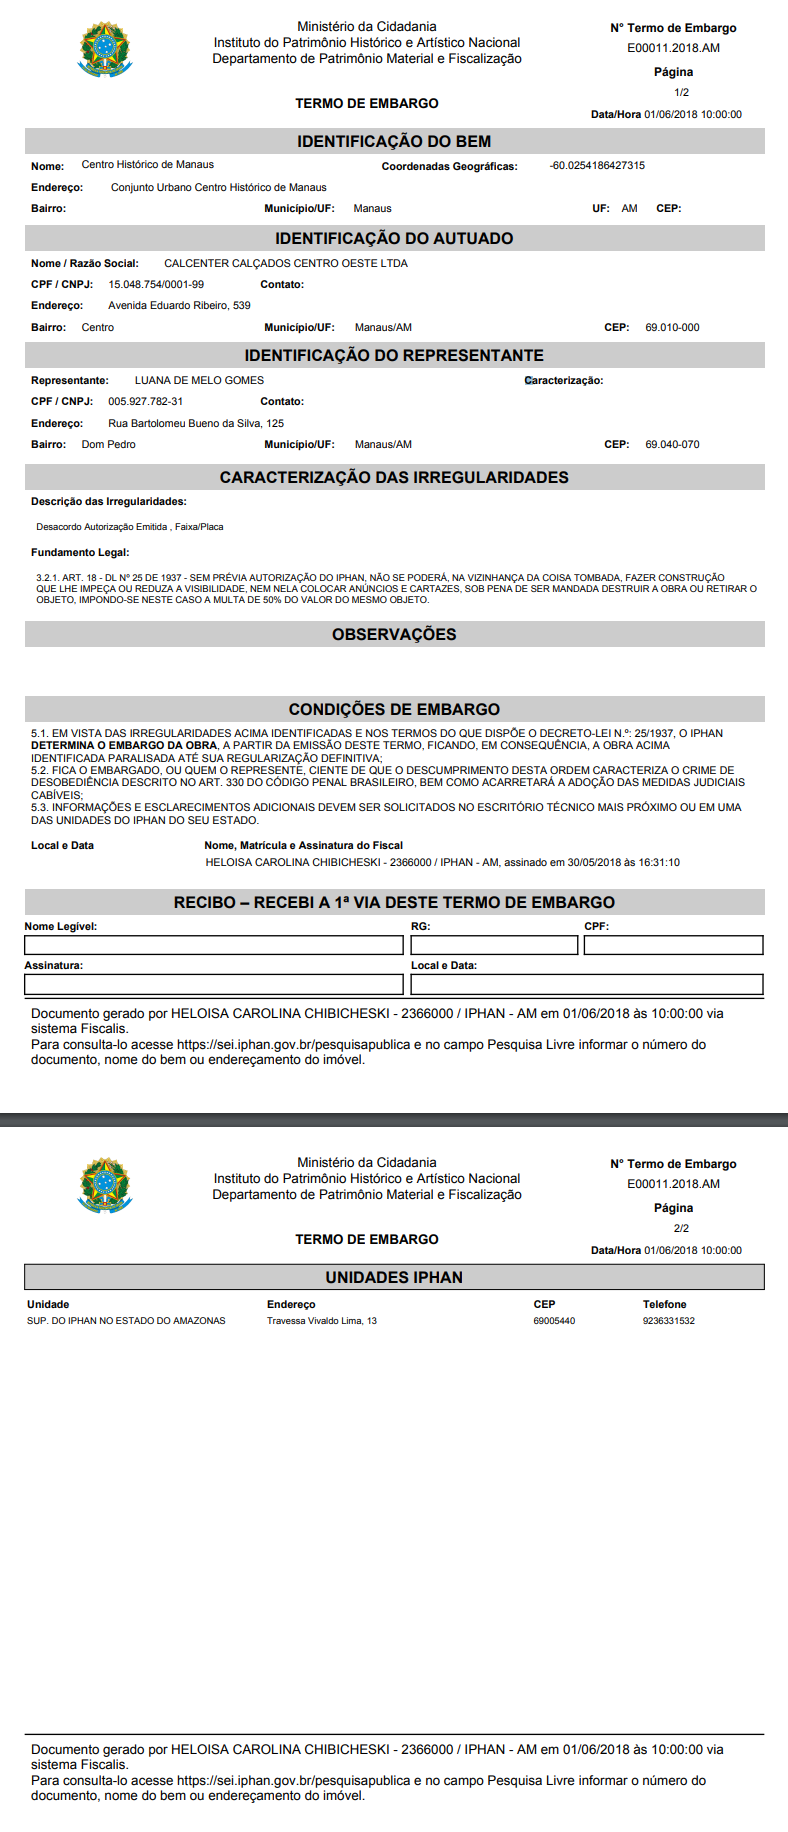 Ministério da Cidadania
Instituto do Patrimônio Histórico e Artístico Nacional
Departamento de Patrimônio Material e Fiscalização
TERMO DE EMBARGO
N° Termo de Embargo
E00011.2018.AM
Página
1/2
Data/Hora 01/06/2018 10:00:00
IDENTIFICAÇÃO DO BEM
Nome: Centro Histórico de Manaus Coordenadas Geográficas: -60.0254186427315
Endereço: Conjunto Urbano Centro Histórico de Manaus
Bairro: Município/UF: Manaus UF: AM CEP:
IDENTIFICAÇÃO DO AUTUADO
Nome / Razão Social: CALCENTER CALÇADOS CENTRO OESTE LTDA
CPF / CNPJ: 15.048.754/0001-99 Contato:
Endereço: Avenida Eduardo Ribeiro, 539
Bairro: Centro Município/UF: Manaus/AM CEP: 69.010-000
IDENTIFICAÇÃO DO REPRESENTANTE
Representante: LUANA DE MELO GOMES Caracterização:
CPF / CNPJ: 005.927.782-31 Contato:
Endereço: Rua Bartolomeu Bueno da Silva, 125
Bairro: Dom Pedro Município/UF: Manaus/AM CEP: 69.040-070
CARACTERIZAÇÃO DAS IRREGULARIDADES
Descrição das Irregularidades:
Desacordo Autorização Emitida , Faixa/Placa
Fundamento Legal:
3.2.1. ART. 18 - DL Nº 25 DE 1937 - SEM PRÉVIA AUTORIZAÇÃO DO IPHAN, NÃO SE PODERÁ, NA VIZINHANÇA DA COISA TOMBADA, FAZER CONSTRUÇÃO
QUE LHE IMPEÇA OU REDUZA A VISIBILIDADE, NEM NELA COLOCAR ANÚNCIOS E CARTAZES, SOB PENA DE SER MANDADA DESTRUIR A OBRA OU RETIRAR O
OBJETO, IMPONDO-SE NESTE CASO A MULTA DE 50% DO VALOR DO MESMO OBJETO.
OBSERVAÇÕES
CONDIÇÕES DE EMBARGO
5.1. EM VISTA DAS IRREGULARIDADES ACIMA IDENTIFICADAS E NOS TERMOS DO QUE DISPÕE O DECRETO-LEI N.º: 25/1937, O IPHAN
DETERMINA O EMBARGO DA OBRA, A PARTIR DA EMISSÃO DESTE TERMO, FICANDO, EM CONSEQUÊNCIA, A OBRA ACIMA
IDENTIFICADA PARALISADA ATÉ SUA REGULARIZAÇÃO DEFINITIVA;
5.2. FICA O EMBARGADO, OU QUEM O REPRESENTE, CIENTE DE QUE O DESCUMPRIMENTO DESTA ORDEM CARACTERIZA O CRIME DE
DESOBEDIÊNCIA DESCRITO NO ART. 330 DO CÓDIGO PENAL BRASILEIRO, BEM COMO ACARRETARÁ A ADOÇÃO DAS MEDIDAS JUDICIAIS
CABÍVEIS;
5.3. INFORMAÇÕES E ESCLARECIMENTOS ADICIONAIS DEVEM SER SOLICITADOS NO ESCRITÓRIO TÉCNICO MAIS PRÓXIMO OU EM UMA
DAS UNIDADES DO IPHAN DO SEU ESTADO.
Local e Data Nome, Matrícula e Assinatura do Fiscal
HELOISA CAROLINA CHIBICHESKI - 2366000 / IPHAN - AM, assinado em 30/05/2018 às 16:31:10
RECIBO – RECEBI A 1ª VIA DESTE TERMO DE EMBARGO
Nome Legível: RG: CPF:
Assinatura: Local e Data:
Documento gerado por HELOISA CAROLINA CHIBICHESKI - 2366000 / IPHAN - AM em 01/06/2018 às 10:00:00 via
sistema Fiscalis.
Para consulta-lo acesse https://sei.iphan.gov.br/pesquisapublica e no campo Pesquisa Livre informar o número do
documento, nome do bem ou endereçamento do imóvel.
Ministério da Cidadania
Instituto do Patrimônio Histórico e Artístico Nacional
Departamento de Patrimônio Material e Fiscalização
TERMO DE EMBARGO
N° Termo de Embargo
E00011.2018.AM
Página
2/2
Data/Hora 01/06/2018 10:00:00
UNIDADES IPHAN
Unidade Endereço CEP Telefone
SUP. DO IPHAN NO ESTADO DO AMAZONAS Travessa Vivaldo Lima, 13 69005440 9236331532
Documento gerado por HELOISA CAROLINA CHIBICHESKI - 2366000 / IPHAN - AM em 01/06/2018 às 10:00:00 via
sistema Fiscalis.
Para consulta-lo acesse https://sei.iphan.gov.br/pesquisapublica e no campo Pesquisa Livre informar o número do
documento, nome do bem ou endereçamento do imóvel.